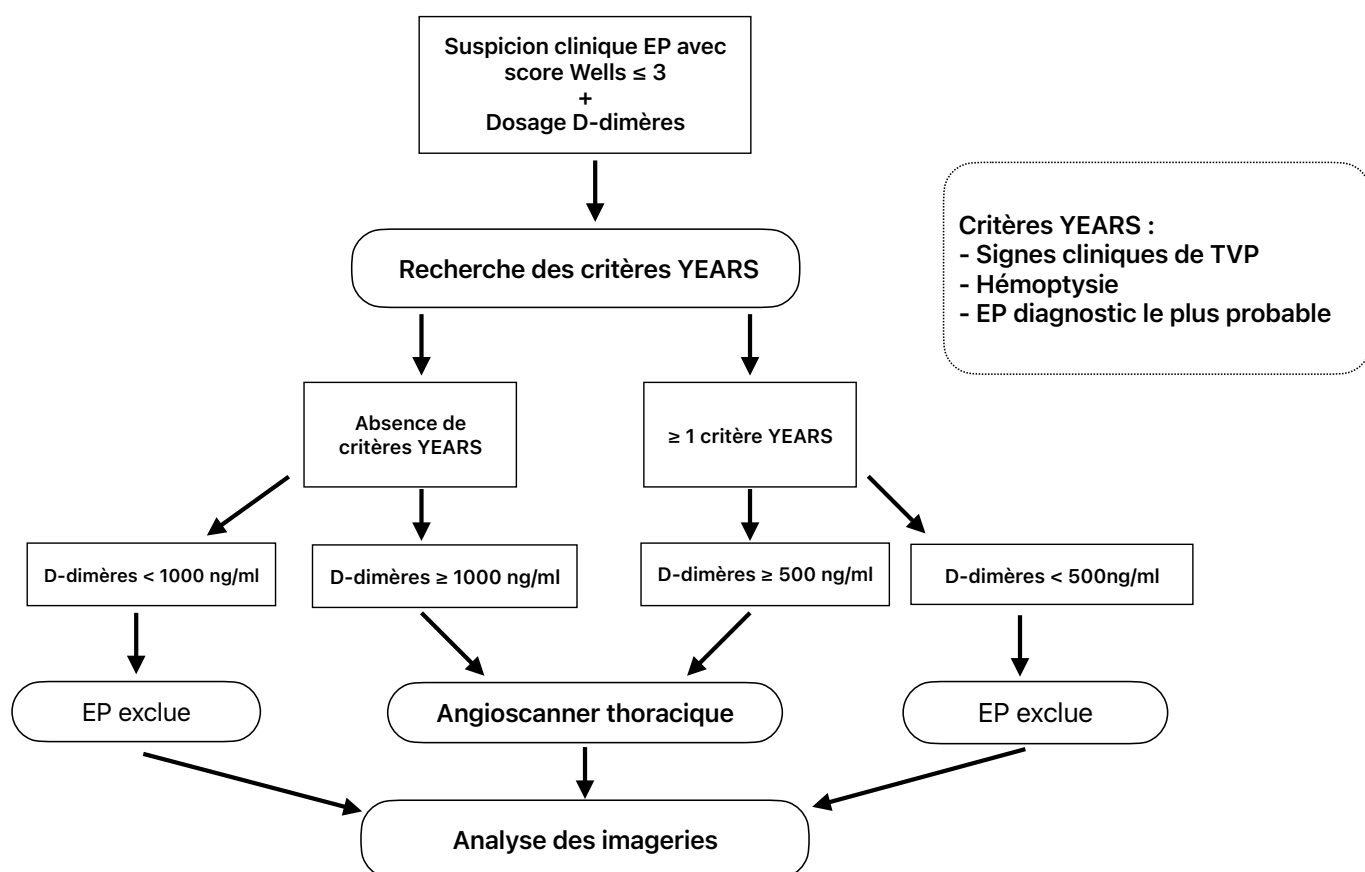 Suspicion clinique EP avec
score Wells ≤ 3
+
Dosage D-dimères
Critères YEARS :
- Signes cliniques de TVP
- Hémoptysie
- EP diagnostic le plus probable
Recherche des critères YEARS
Absence de
critères YEARS
≥ 1 critère YEARS
D-dimères < 1000 ng/ml
D-dimères ≥ 1000 ng/ml
D-dimères ≥ 500 ng/ml
D-dimères < 500ng/ml
EP exclue
Angioscanner thoracique
EP exclue
Analyse des imageries